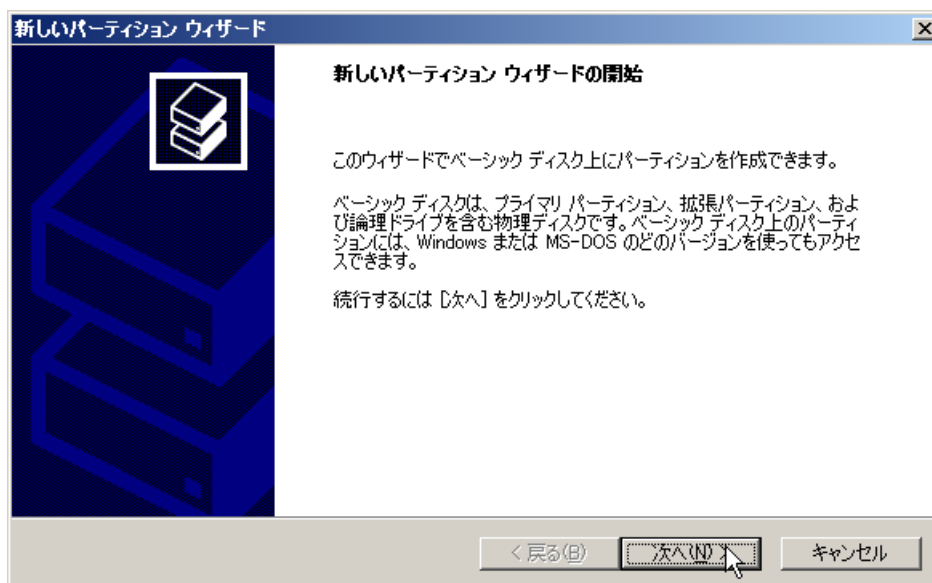 新しいパーティション ウィザード
新しいパーティション ウィザードの開始
このウィザードでベーシック ディスク上にパーティションを作成できます。
ベーシック ディスクは、プライマリ パーティション、拡張パーティション、およ
び論理ドライブを含む物理ディスクです。ベーシック ディスク上のパーティ
ションには、Windows または MS-DOS のどのバージョンを使ってもアクセ
スできます。
続行するには [次へ] をクリックしてください。
< 戻る(B)
次へ(N) >
キャンセル